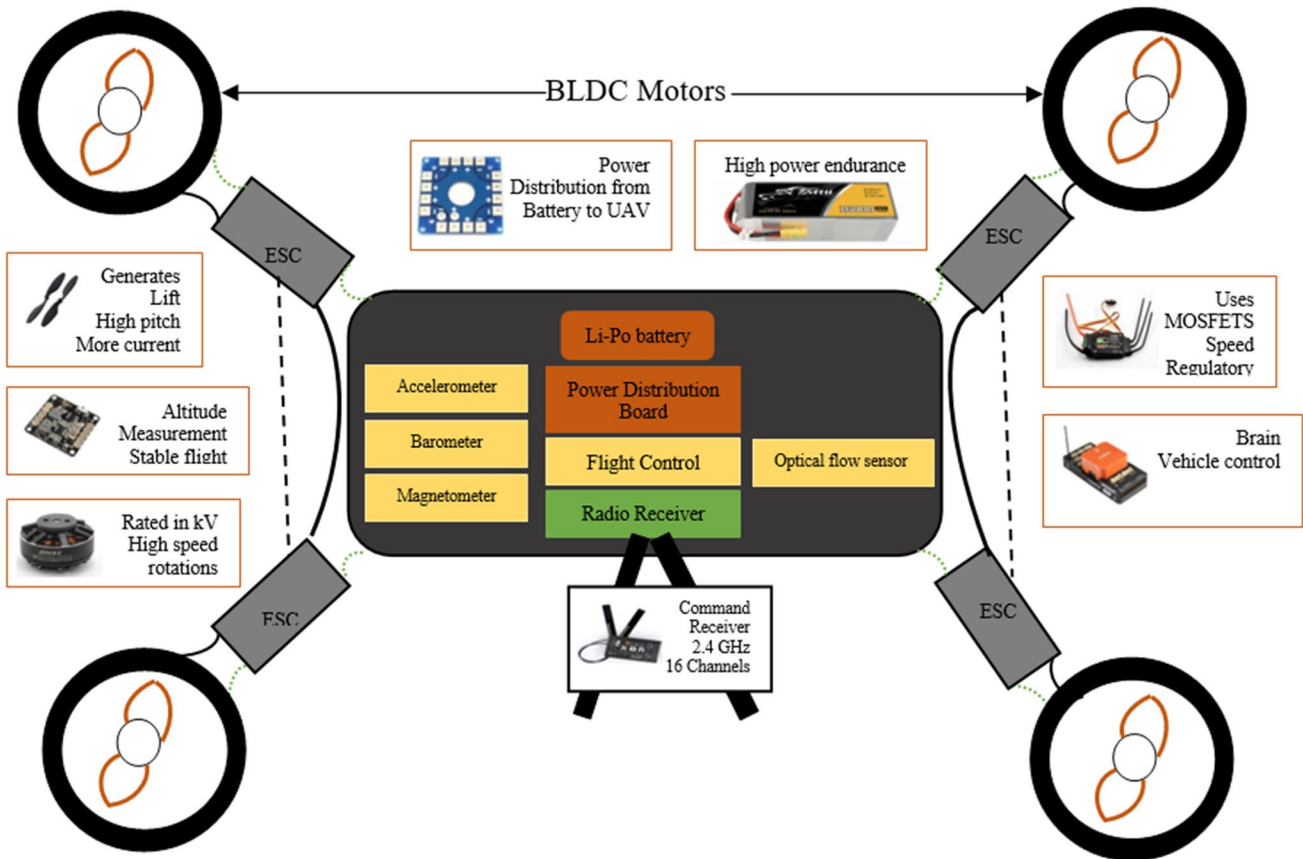 BLDC Motors
Power
Distribution from
Battery to UAV
High power endurance
ESC
ESC
Generates
Lift
High pitch
More current
Uses
MOSFETS
Speed
Regulatory
Li-Po battery
Accelerometer
Power Distribution
Board
Altitude
Measurement
Stable flight
Barometer
Flight Control
Optical flow sensor
Brain
Vehicle control
Magnetometer
Radio Receiver
Rated in kV
High speed
rotations
ESC
ESC
Command
Receiver
2.4 GHz
16 Channels